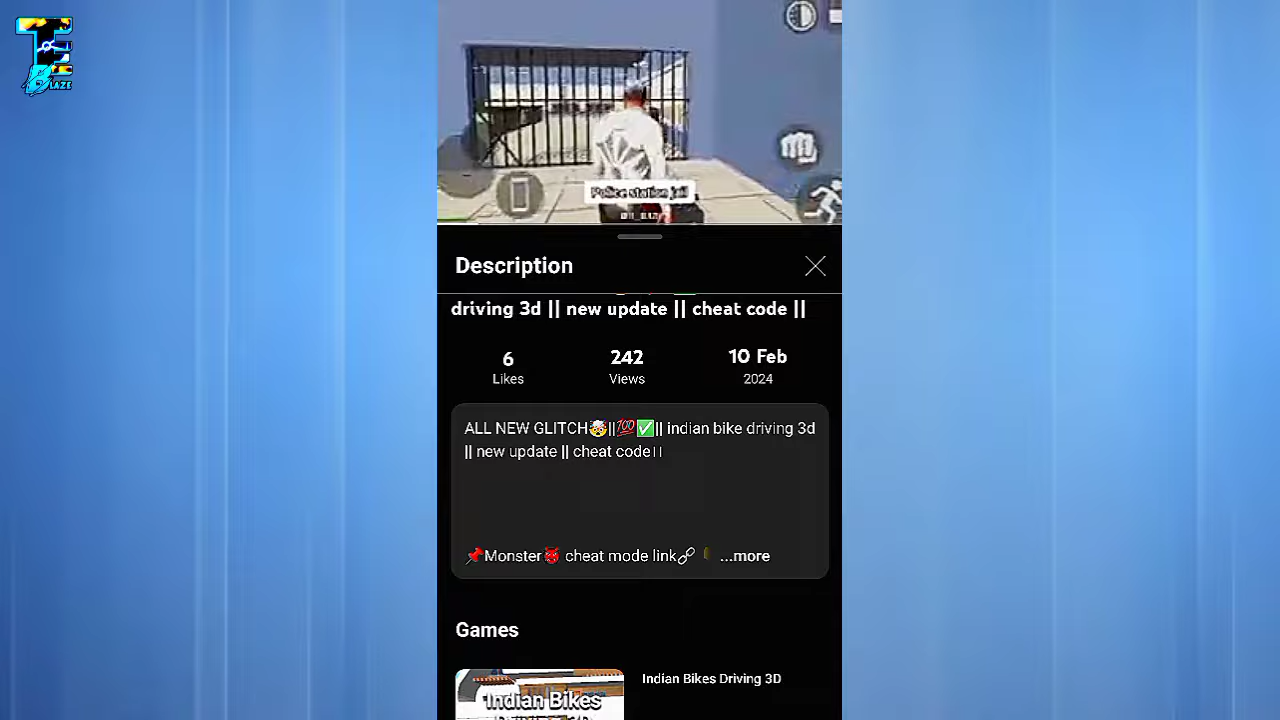 TE
BLAZE
Police station jail
Description
driving 3d || new update || cheat code ||
6
Likes
242
Views
10 Feb
2024
ALL NEW GLITCH🤯||💯✅|| indian bike driving 3d
|| new update || cheat code||
📌Monster👹 cheat mode link🔗 ...more
Games
Indian Bikes
Indian Bikes Driving 3D